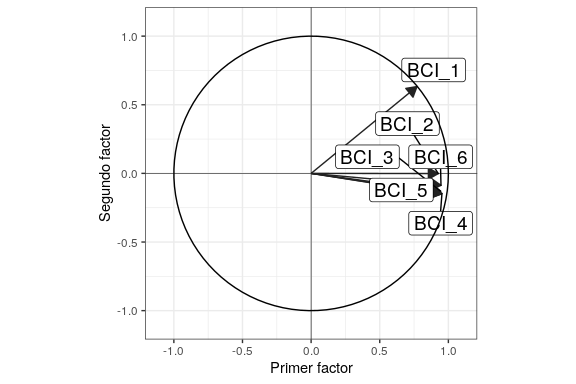 1.0
BCI_1
0.5
BCI_2
BCI_3
BCI_6
0.0
BCI_5
BCI_4
-0.5
-1.0
Segundo factor
-1.0 -0.5 0.0 0.5 1.0
Primer factor